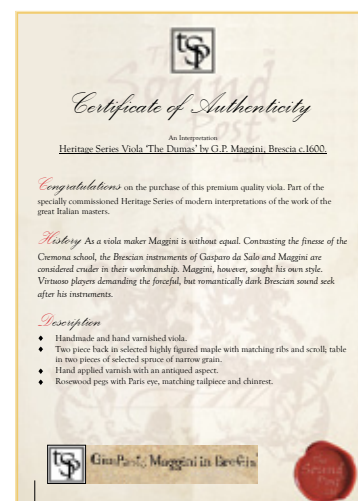 tsp
Certificate of Authenticity
An Interpretation
Heritage Series Viola 'The Dumas' by G.P. Maggini, Brescia c.1600.
Congratulations on the purchase of this premium quality viola. Part of the
specially commissioned Heritage Series of modern interpretations of the work of the
great Italian masters.
History As a viola maker Maggini is without equal. Contrasting the finesse of the
Cremona school, the Brescian instruments of Gasparo da Salo and Maggini are
considered cruder in their workmanship. Maggini, however, sought his own style.
Virtuoso players demanding the forceful, but romantically dark Brescian sound seek
after his instruments.
Description
♦ Handmade and hand varnished viola.
♦ Two piece back in selected highly figured maple with matching ribs and scroll; table
in two pieces of selected spruce of narrow grain.
♦ Hand applied varnish with an antiqued aspect.
♦ Rosewood pegs with Paris eye, matching tailpiece and chinrest.
tsp
Maggini in
The
Sound
Post